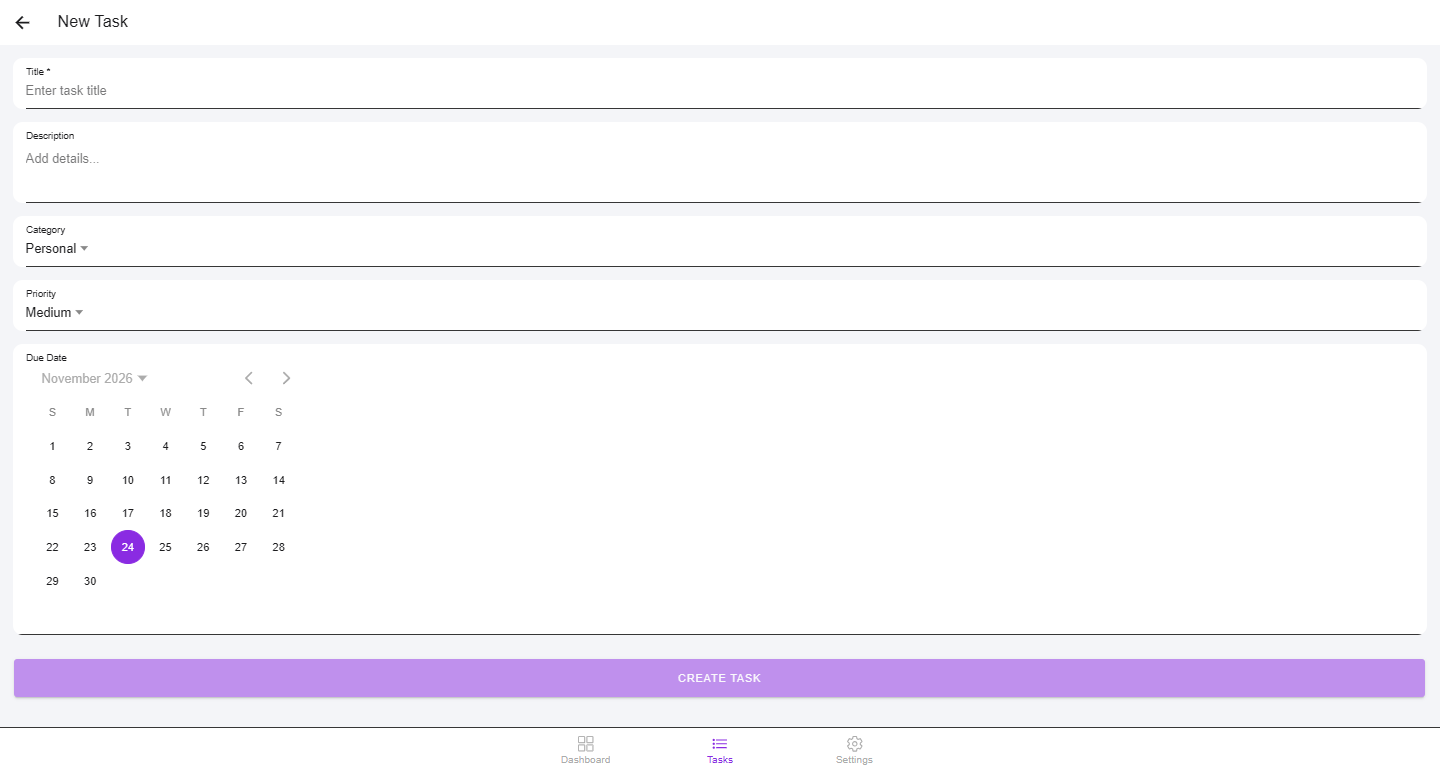 New Task
Title *
Enter task title
Description
Add details...
Category
Personal
Priority
Medium
Due Date
November 2026
S M T W T F S
1 2 3 4 5 6 7
8 9 10 11 12 13 14
15 16 17 18 19 20 21
22 23 24 25 26 27 28
29 30
CREATE TASK
Dashboard Tasks Settings